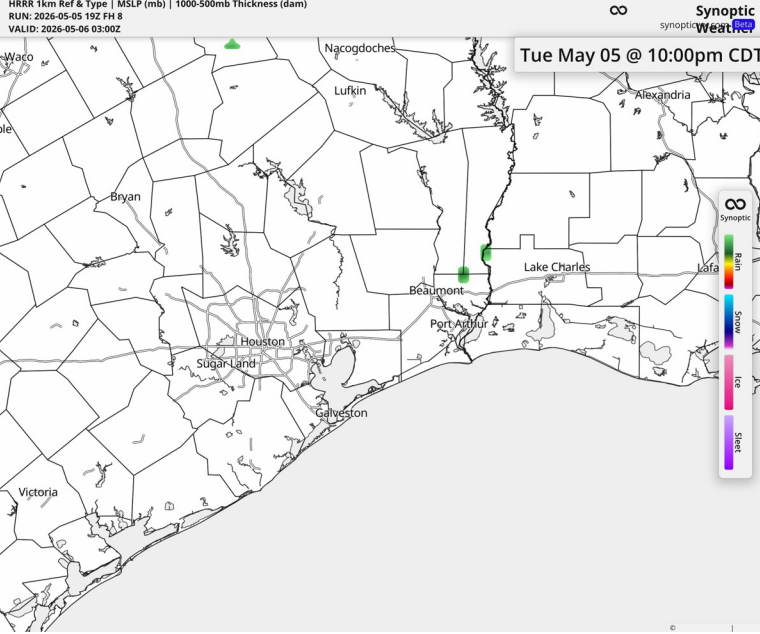 HRRR 1km Ref & Type | MSLP (mb) | 1000-500mb Thickness (dam)
RUN: 2026-05-05 19Z FH 8
VALID: 2026-05-06 03:00Z
Synoptic
Weather
Beta
Tue May 05 @ 10:00pm CDT
Nacogdoches
Waco
Lufkin
Alexandria
Bryan
Synoptic
Rain
Snow
Ice
Sleet
Lake Charles
Lafa
Beaumont
Port Arthur
Houston
Sugar Land
Galveston
Victoria
©